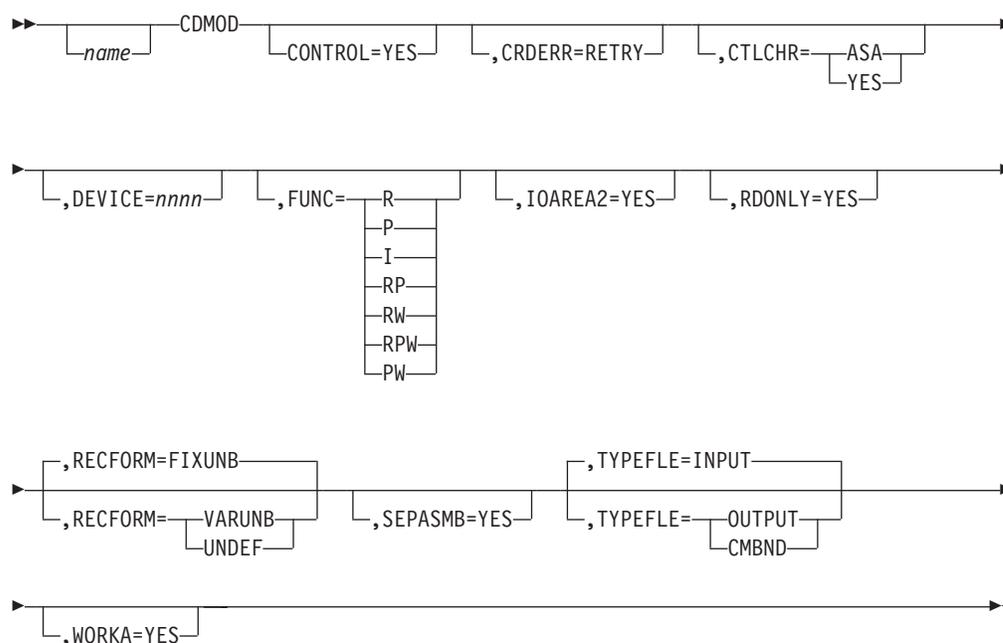 name CDMOD CONTROL=YES ,CRDERR=RETRY ,CTLCHR= ASA
YES
,DEVICE=nnnn ,FUNC= R ,IOAREA2=YES ,RDONLY=YES
P
I
RP
RW
RPW
PW
,RECFORM=FIXUNB ,TYPEFLE=INPUT
,RECFORM= VARUNB ,SEPASMB=YES ,TYPEFLE= OUTPUT
UNDEF CMBND
,WORKA=YES